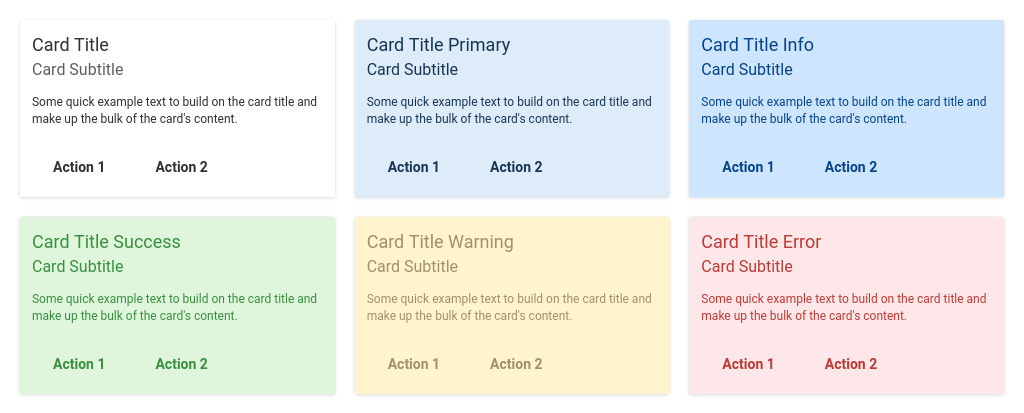 Card Title
Card Subtitle
Some quick example text to build on the card title and
make up the bulk of the card's content.
Action 1
Action 2
Card Title Primary
Card Subtitle
Some quick example text to build on the card title and
make up the bulk of the card's content.
Action 1
Action 2
Card Title Info
Card Subtitle
Some quick example text to build on the card title and
make up the bulk of the card's content.
Action 1
Action 2
Card Title Success
Card Subtitle
Some quick example text to build on the card title and
make up the bulk of the card's content.
Action 1
Action 2
Card Title Warning
Card Subtitle
Some quick example text to build on the card title and
make up the bulk of the card's content.
Action 1
Action 2
Card Title Error
Card Subtitle
Some quick example text to build on the card title and
make up the bulk of the card's content.
Action 1
Action 2